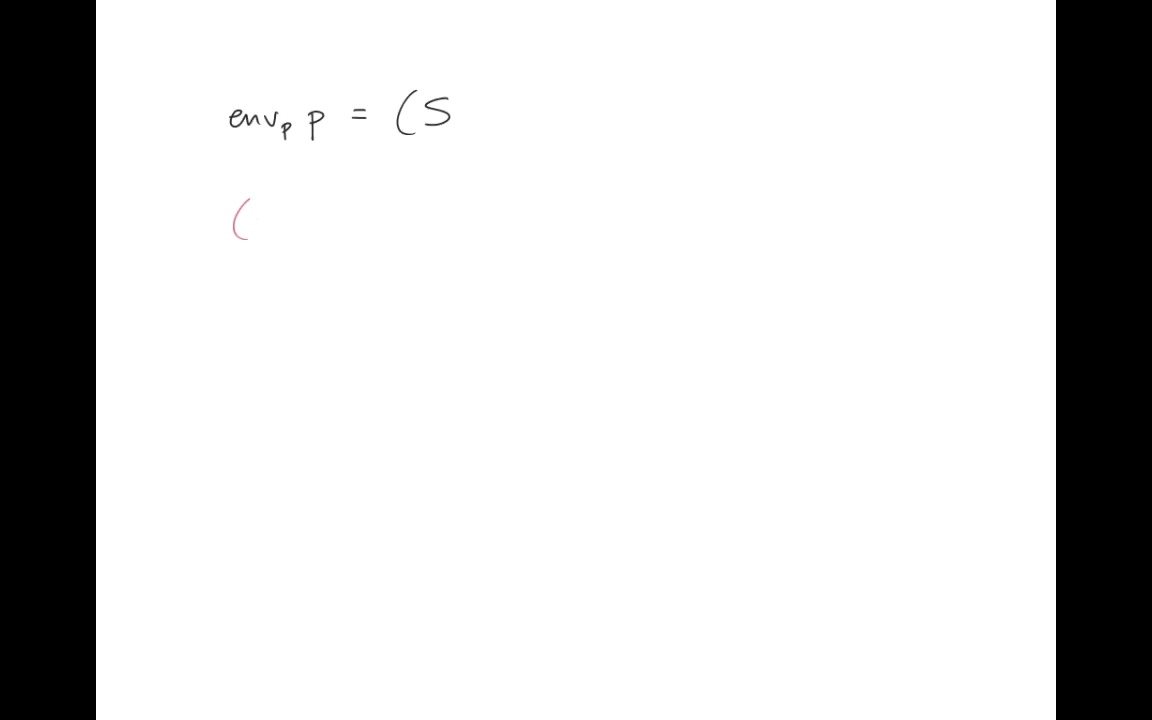 envₚ p = (S
(